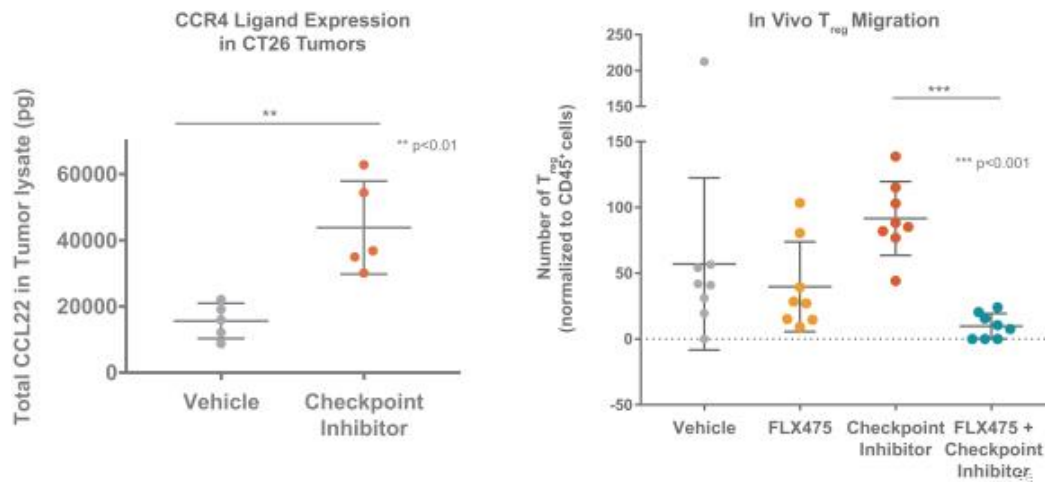 CCR4 Ligand Expression
in CT26 Tumors
Total CCL22 in Tumor lysate (pg)
60000
40000
20000
0
**
** p<0.01
Vehicle
Checkpoint
Inhibitor
In Vivo Treg Migration
Number of Treg
(normalized to CD45+ cells)
250
200
150
150
100
50
0
-50
***
*** p<0.001
Vehicle
FLX475
Checkpoint
Inhibitor
FLX475 +
Checkpoint
Inhibitor